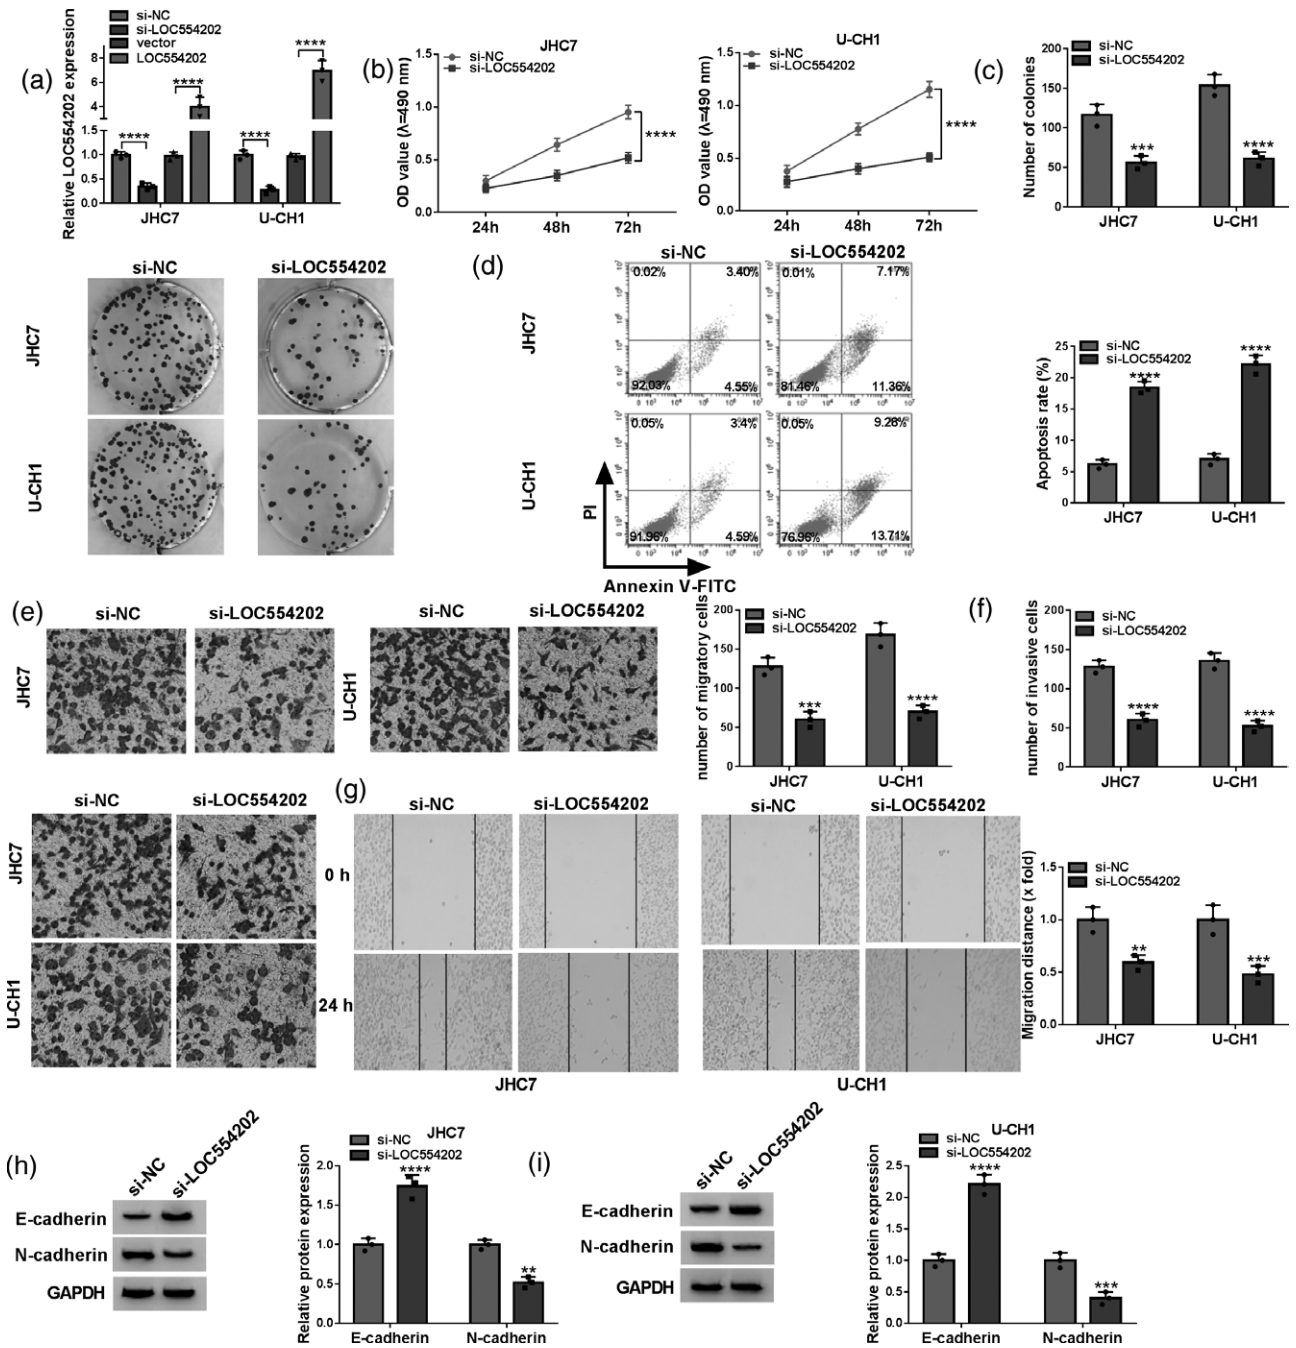 (a)
si-NC
si-LOC554202
vector
LOC554202
Relative LOC554202 expression
8
6
4
1.5
1.0
0.5
0.0
****
****
****
****
JHC7
U-CH1
(b)
JHC7
si-NC
si-LOC554202
OD value (λ=490 nm)
1.5
1.0
0.5
0.0
****
24h
48h
72h
U-CH1
si-NC
si-LOC554202
OD value (λ=490 nm)
1.5
1.0
0.5
0.0
****
24h
48h
72h
(c)
si-NC
si-LOC554202
Number of colonies
200
150
100
50
0
***
****
JHC7
U-CH1
si-NC
si-LOC554202
JHC7
U-CH1
(d)
si-NC
si-LOC554202
JHC7
0.02%
3.40%
92.03%
4.55%
0.01%
7.17%
81.46%
11.36%
U-CH1
0.05%
3.4%
91.96%
4.59%
0.05%
9.28%
76.96%
13.71%
PI
Annexin V-FITC
si-NC
si-LOC554202
Apoptosis rate (%)
25
20
15
10
5
0
****
****
JHC7
U-CH1
(e)
si-NC
si-LOC554202
JHC7
si-NC
si-LOC554202
U-CH1
si-NC
si-LOC554202
number of migratory cells
200
150
100
50
0
***
****
JHC7
U-CH1
(f)
si-NC
si-LOC554202
number of invasive cells
200
150
100
50
0
****
****
JHC7
U-CH1
si-NC
si-LOC554202
JHC7
U-CH1
(g)
si-NC
si-LOC554202
si-NC
si-LOC554202
0 h
24 h
JHC7
U-CH1
si-NC
si-LOC554202
Migration distance (x fold)
1.5
1.0
0.5
0.0
**
***
JHC7
U-CH1
(h)
si-NC
si-LOC554202
E-cadherin
N-cadherin
GAPDH
JHC7
si-NC
si-LOC554202
Relative protein expression
2.0
1.5
1.0
0.5
0.0
****
**
E-cadherin
N-cadherin
(i)
si-NC
si-LOC554202
E-cadherin
N-cadherin
GAPDH
U-CH1
si-NC
si-LOC554202
Relative protein expression
2.5
2.0
1.5
1.0
0.5
0.0
****
***
E-cadherin
N-cadherin